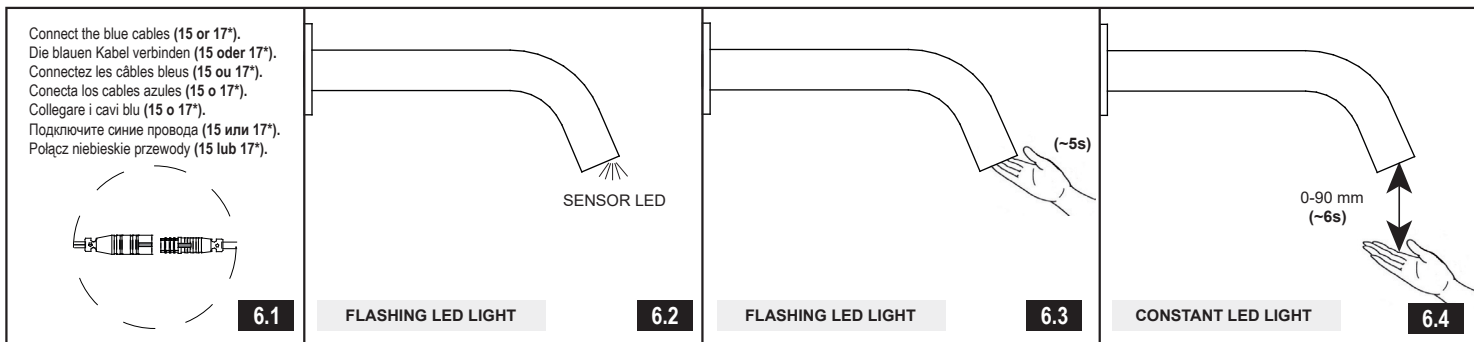 Connect the blue cables (15 or 17*).
Die blauen Kabel verbinden (15 oder 17*).
Connectez les câbles bleus (15 ou 17*).
Conecta los cables azules (15 o 17*).
Collegare i cavi blu (15 o 17*).
Подключите синие провода (15 или 17*).
Połącz niebieskie przewody (15 lub 17*).
6.1
SENSOR LED
FLASHING LED LIGHT
6.2
(~5s)
FLASHING LED LIGHT
6.3
0-90 mm
(~6s)
CONSTANT LED LIGHT
6.4